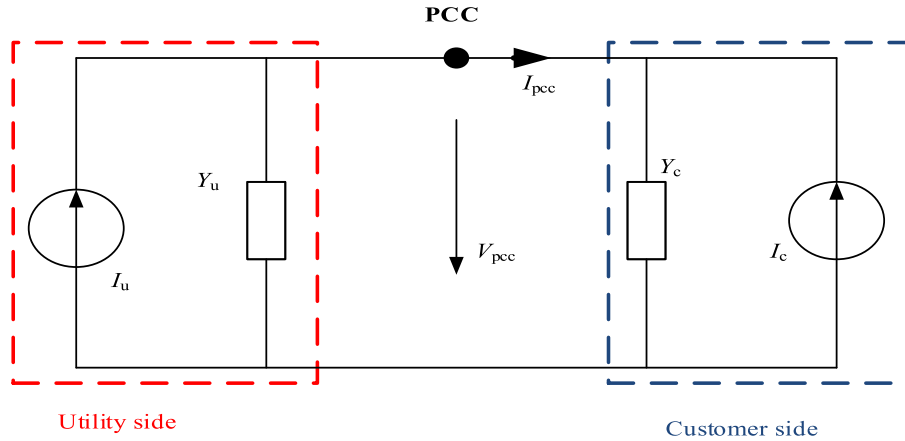 PCC
Ipcc
Yu
Yc
Vpcc
Iu
Ic
Utility side
Customer side